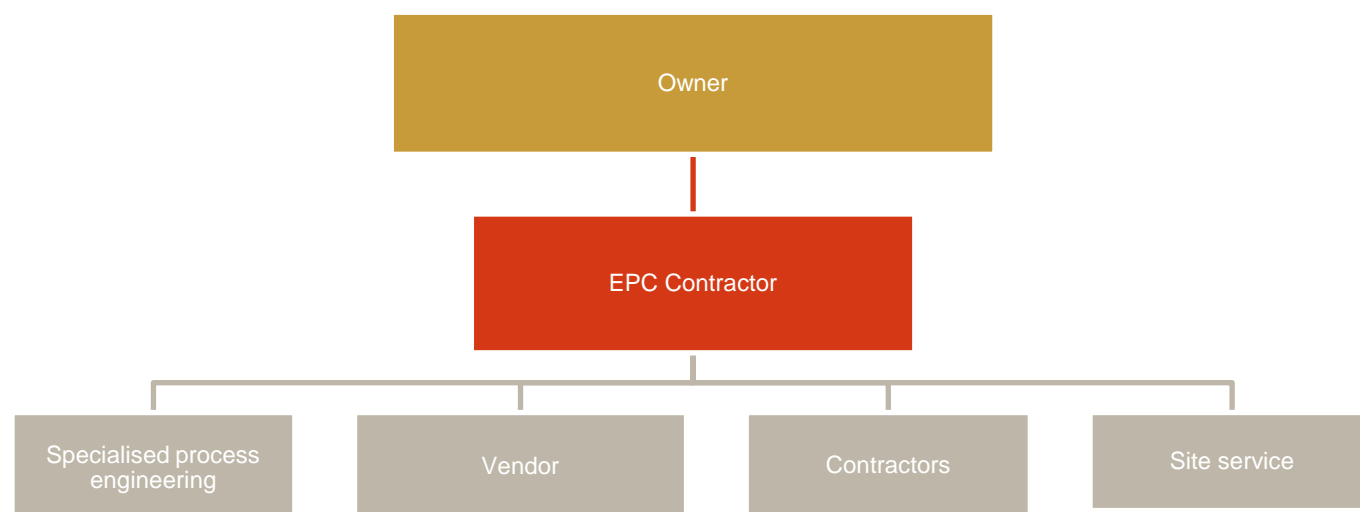 Owner
EPC Contractor
Specialised process
engineering
Vendor
Contractors
Site service